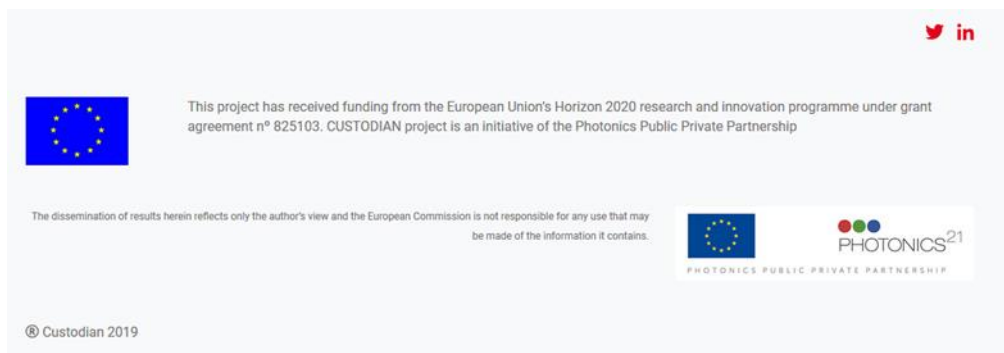 This project has received funding from the European Union's Horizon 2020 research and innovation programme under grant
agreement nº 825103. CUSTODIAN project is an initiative of the Photonics Public Private Partnership
The dissemination of results herein reflects only the author's view and the European Commission is not responsible for any use that may
be made of the information it contains.
PHOTONICS21
PHOTONICS PUBLIC PRIVATE PARTNERSHIP
® Custodian 2019